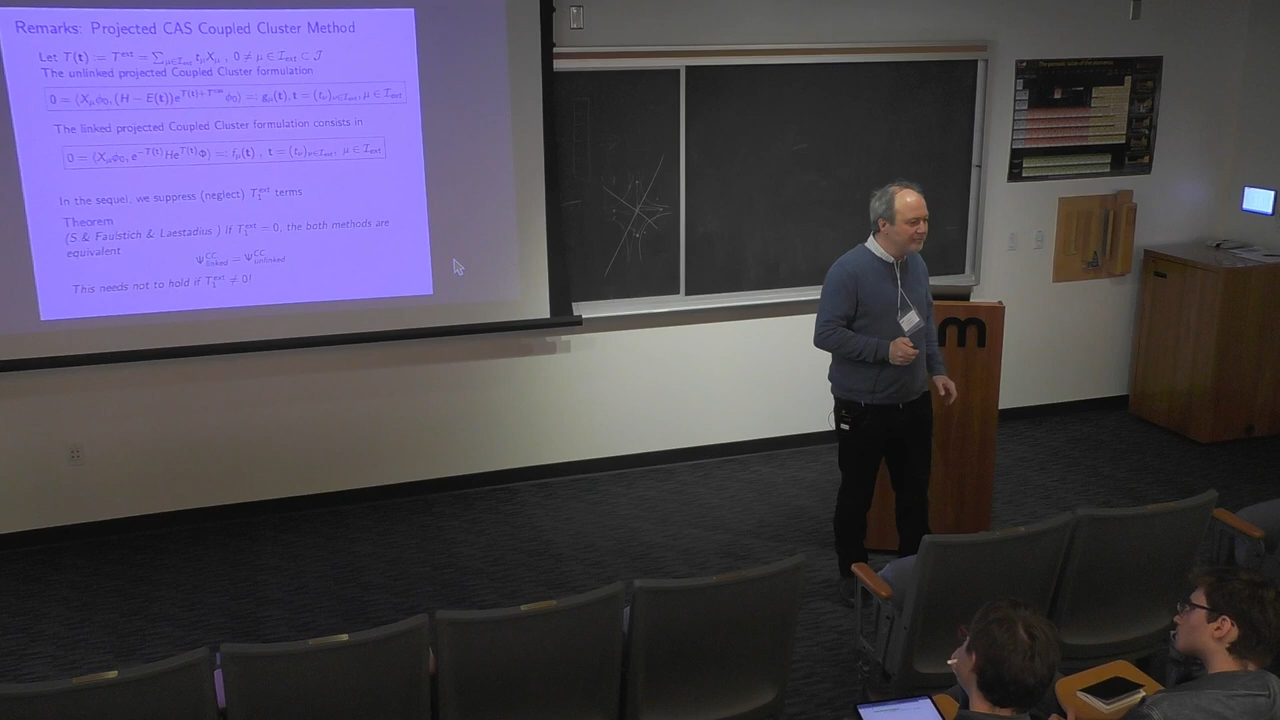 Remarks: Projected CAS Coupled Cluster Method
Let T(t) := T^ext = ∑_{μ∈I_ext} t_μ X_μ , 0 ≠ μ ∈ I_ext ⊂ J
The unlinked projected Coupled Cluster formulation
0 = ⟨X_μ ϕ_0, (H − E(t))e^{T(t)+T^cas} ϕ_0⟩ =: g_μ(t), t = (t_ν)_{ν∈I_ext}, μ ∈ I_ext
The linked projected Coupled Cluster formulation consists in
0 = ⟨X_μ ϕ_0, e^{−T(t)} H e^{T(t)} Φ⟩ =: f_μ(t) , t = (t_ν)_{ν∈I_ext}, μ ∈ I_ext
In the sequel, we suppress (neglect) T_1^ext terms
Theorem
(S & Faulstich & Laestadius ) If T_1^ext = 0, the both methods are
equivalent
Ψ^CC_linked = Ψ^CC_unlinked
This needs not to hold if T_1^ext ≠ 0!
m